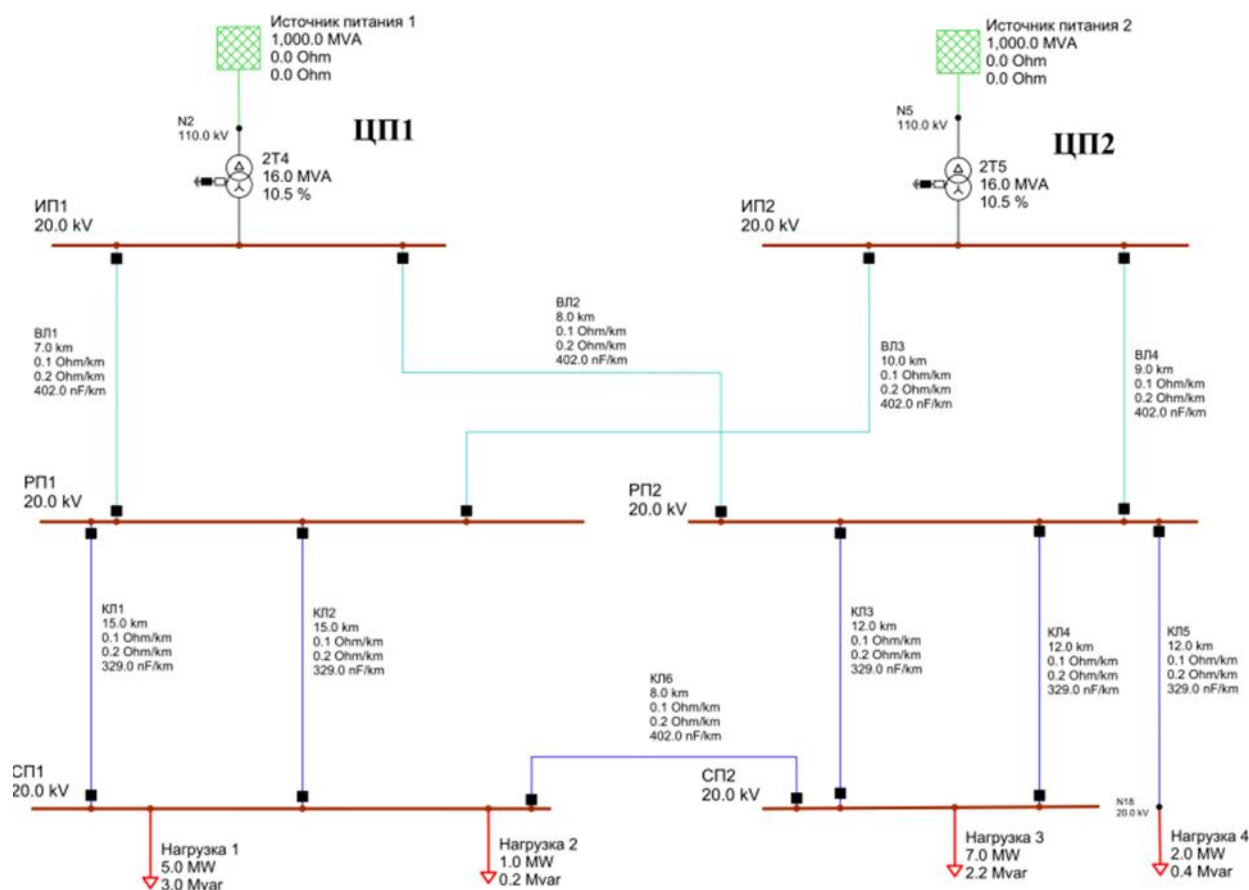 Источник питания 1
1,000.0 MVA
0.0 Ohm
0.0 Ohm
Источник питания 2
1,000.0 MVA
0.0 Ohm
0.0 Ohm
N2
110.0 kV
ЦП1
N5
110.0 kV
ЦП2
2T4
16.0 MVA
10.5 %
2T5
16.0 MVA
10.5 %
ИП1
20.0 kV
ИП2
20.0 kV
ВЛ1
7.0 km
0.1 Ohm/km
0.2 Ohm/km
402.0 nF/km
ВЛ2
8.0 km
0.1 Ohm/km
0.2 Ohm/km
402.0 nF/km
ВЛ3
10.0 km
0.1 Ohm/km
0.2 Ohm/km
402.0 nF/km
ВЛ4
9.0 km
0.1 Ohm/km
0.2 Ohm/km
402.0 nF/km
РП1
20.0 kV
РП2
20.0 kV
КЛ1
15.0 km
0.1 Ohm/km
0.2 Ohm/km
329.0 nF/km
КЛ2
15.0 km
0.1 Ohm/km
0.2 Ohm/km
329.0 nF/km
КЛ3
12.0 km
0.1 Ohm/km
0.2 Ohm/km
329.0 nF/km
КЛ4
12.0 km
0.1 Ohm/km
0.2 Ohm/km
329.0 nF/km
КЛ5
12.0 km
0.1 Ohm/km
0.2 Ohm/km
329.0 nF/km
КЛ6
8.0 km
0.1 Ohm/km
0.2 Ohm/km
402.0 nF/km
СП1
20.0 kV
СП2
20.0 kV
N18
20.0 kV
Нагрузка 1
5.0 MW
3.0 Mvar
Нагрузка 2
1.0 MW
0.2 Mvar
Нагрузка 3
7.0 MW
2.2 Mvar
Нагрузка 4
2.0 MW
0.4 Mvar